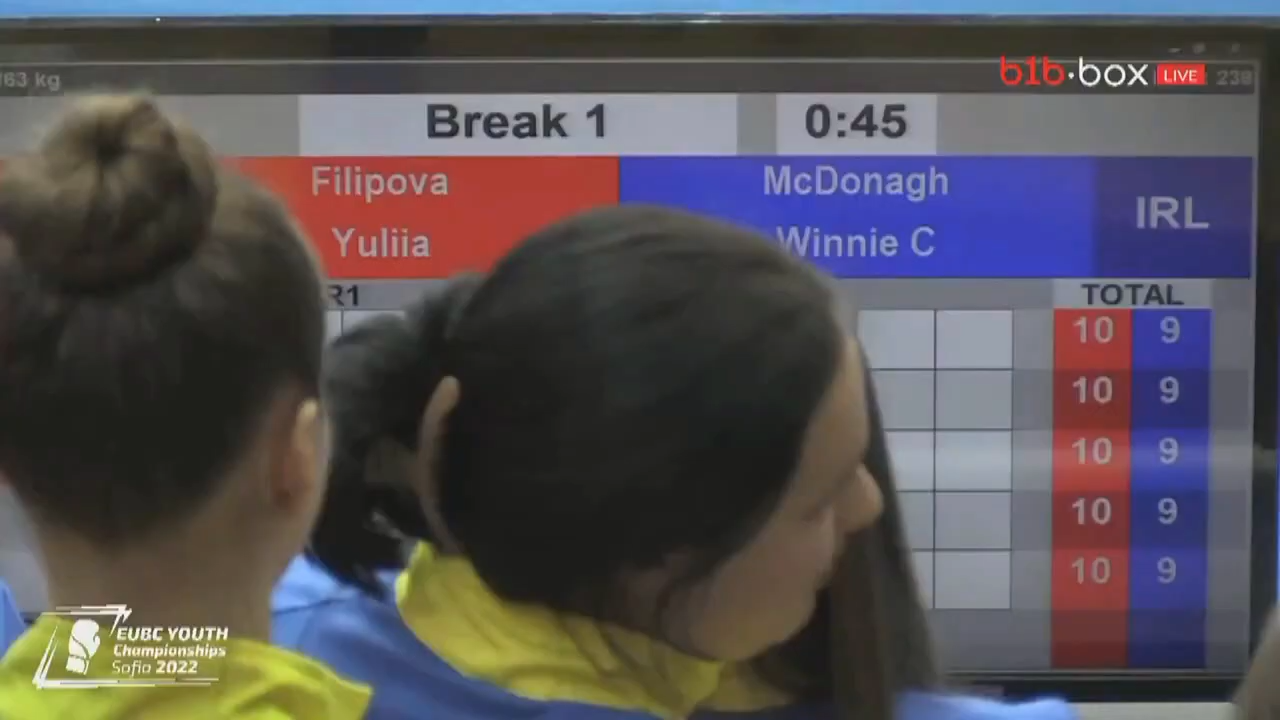 63 kg
b1b.box LIVE
238
Break 1
0:45
Filipova
McDonagh
Yuliia
Winnie C
IRL
R1
TOTAL
10 9
10 9
10 9
10 9
10 9
EUBC YOUTH
Championships
Sofia 2022